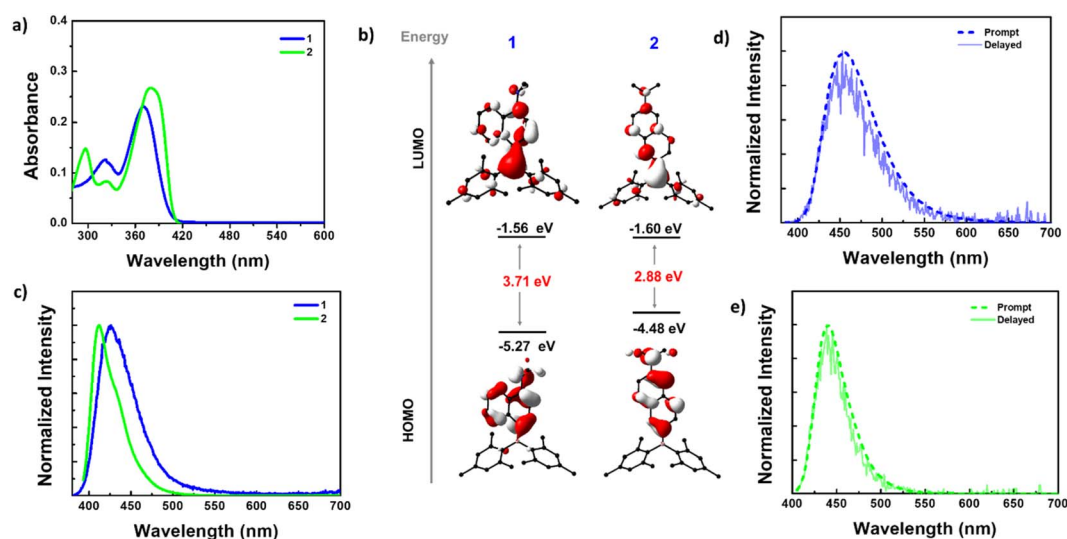 a)
0.4
0.3
0.2
0.1
0.0
Absorbance
300 360 420 480 540 600
Wavelength (nm)
1
2
b)
Energy
1 2
LUMO
-1.56 eV -1.60 eV
3.71 eV 2.88 eV
-4.48 eV
-5.27 eV
HOMO
c)
1
2
Normalized Intensity
400 450 500 550 600 650 700
Wavelength (nm)
d)
Prompt
Delayed
Normalized Intensity
400 450 500 550 600 650 700
Wavelength (nm)
e)
Prompt
Delayed
Normalized Intensity
400 450 500 550 600 650 700
Wavelength (nm)